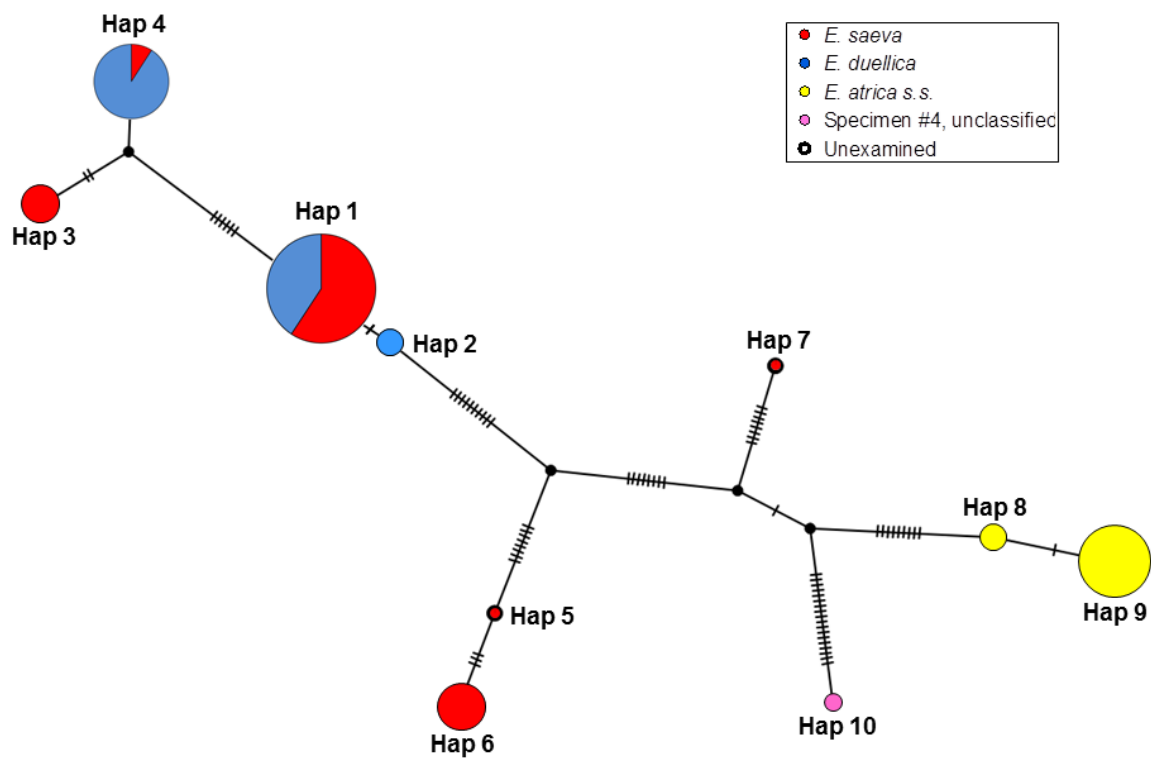 Hap 4
E. saeva
E. duellica
E. atrica s.s.
Specimen #4, unclassified
Unexamined
Hap 3
Hap 1
Hap 2
Hap 7
Hap 8
Hap 5
Hap 9
Hap 10
Hap 6